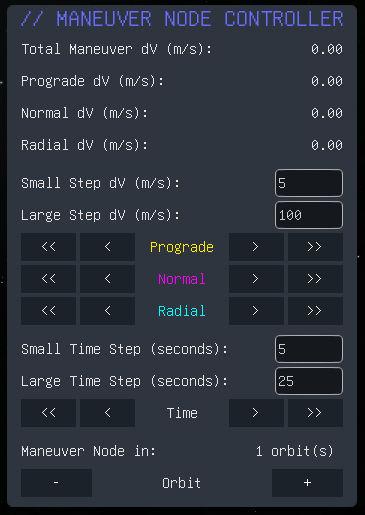 // MANEUVER NODE CONTROLLER
Total Maneuver dV (m/s): 0.00
Prograde dV (m/s): 0.00
Normal dV (m/s): 0.00
Radial dV (m/s): 0.00
Small Step dV (m/s): 5
Large Step dV (m/s): 100
<< < Prograde > >>
<< < Normal > >>
<< < Radial > >>
Small Time Step (seconds): 5
Large Time Step (seconds): 25
<< < Time > >>
Maneuver Node in: 1 orbit(s)
- Orbit +